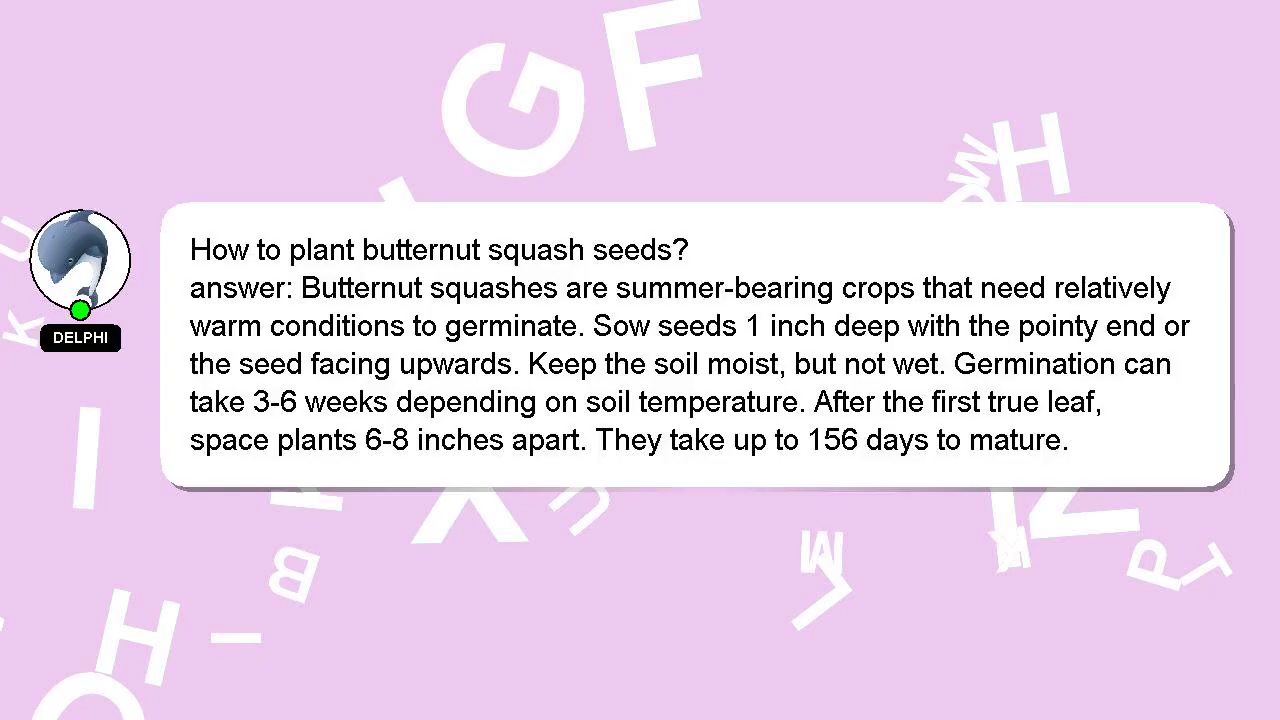 How to plant butternut squash seeds?
answer: Butternut squashes are summer-bearing crops that need relatively
warm conditions to germinate. Sow seeds 1 inch deep with the pointy end or
the seed facing upwards. Keep the soil moist, but not wet. Germination can
take 3-6 weeks depending on soil temperature. After the first true leaf,
space plants 6-8 inches apart. They take up to 156 days to mature.
DELPHI
G
F
W
H
U
K
I
X
U
N
B
M
K
P
T
L
H
I
O